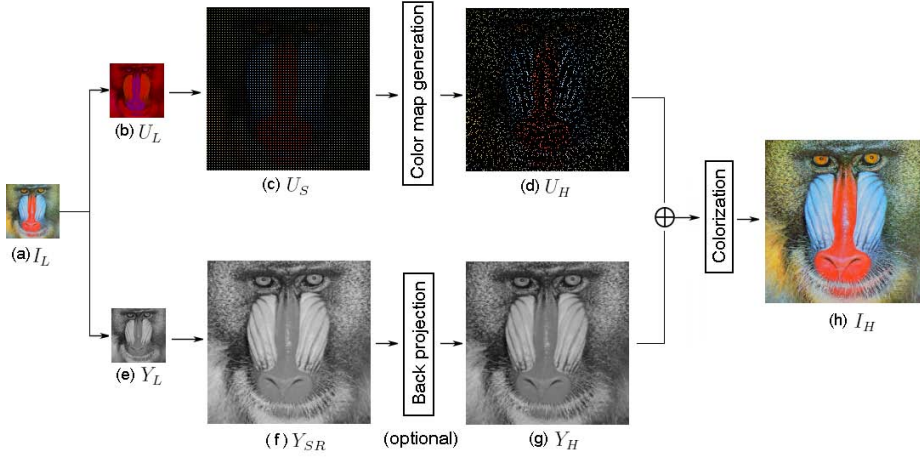 (b) U_L
(c) U_S
Color map generation
(d) U_H
(a) I_L
Colorization
(h) I_H
(e) Y_L
(f) Y_SR
Back projection
(optional)
(g) Y_H